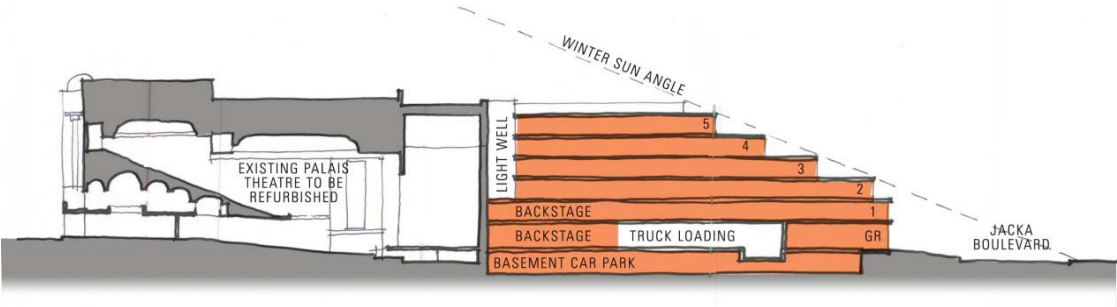 WINTER SUN ANGLE
EXISTING PALAIS
THEATRE TO BE
REFURBISHED
LIGHT WELL
5
4
3
2
BACKSTAGE 1
BACKSTAGE TRUCK LOADING GR
BASEMENT CAR PARK
JACKA
BOULEVARD